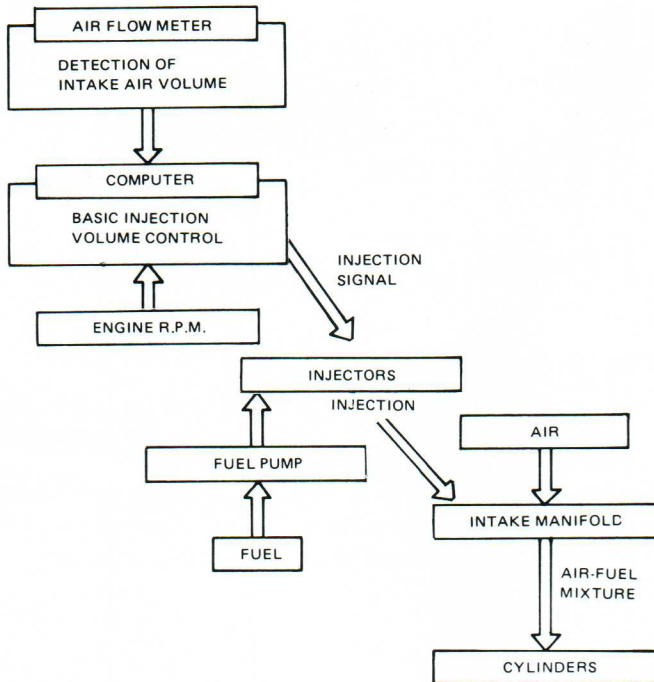 AIR FLOW METER
DETECTION OF
INTAKE AIR VOLUME
COMPUTER
BASIC INJECTION
VOLUME CONTROL
INJECTION
SIGNAL
ENGINE R.P.M.
INJECTORS
INJECTION
AIR
FUEL PUMP
INTAKE MANIFOLD
FUEL
AIR-FUEL
MIXTURE
CYLINDERS